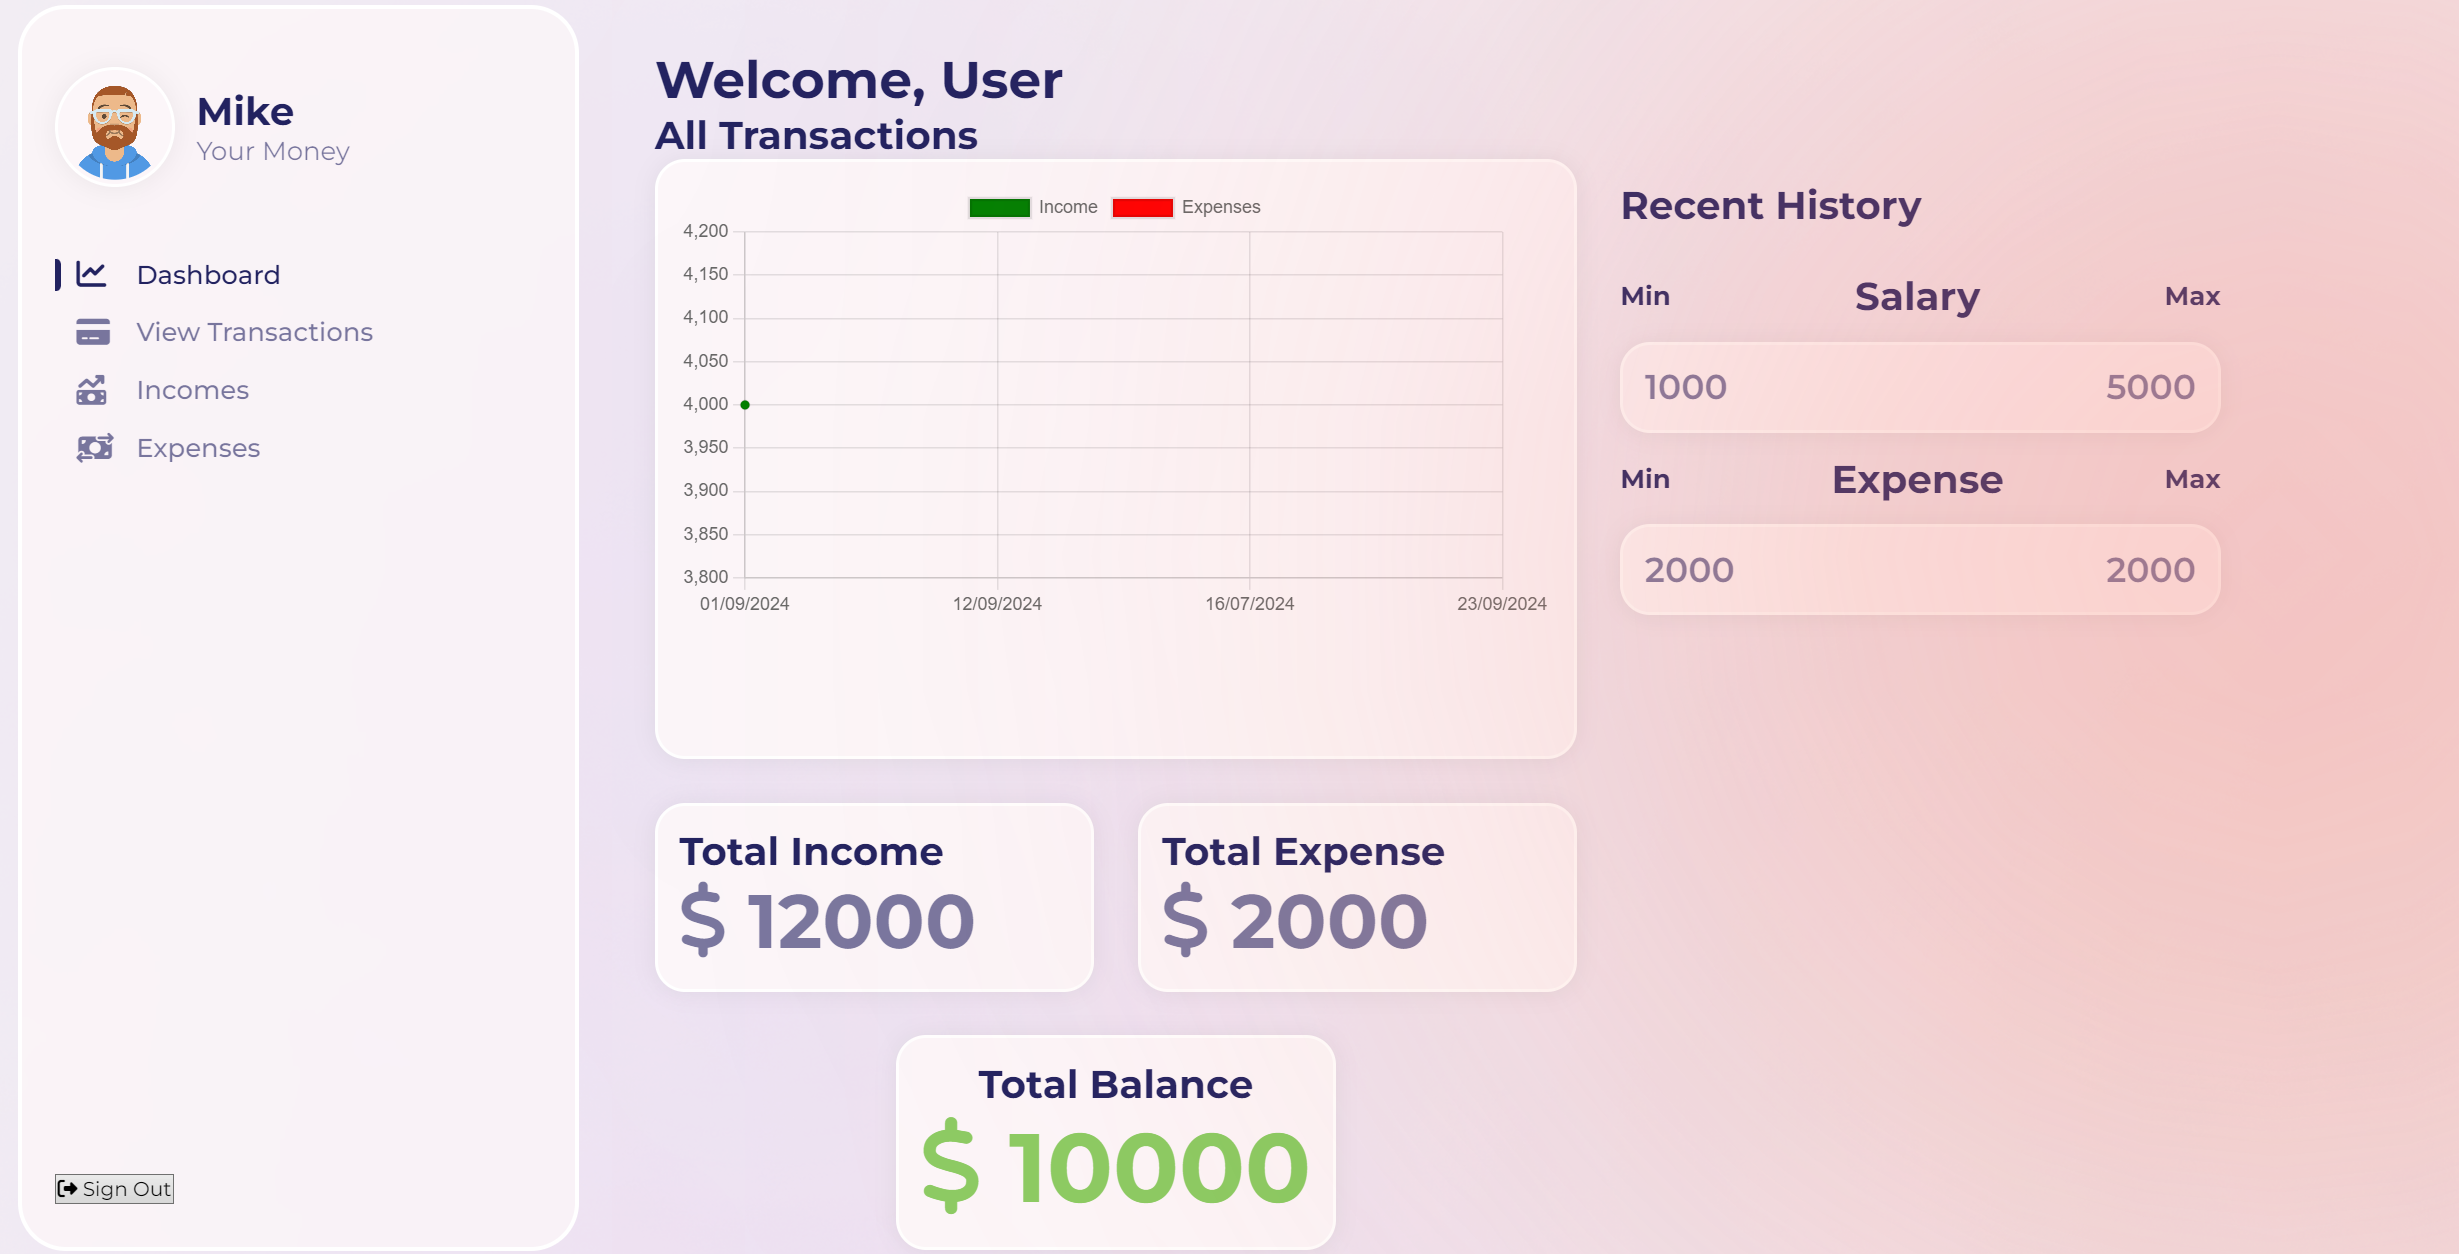 Mike
Your Money
Dashboard
View Transactions
Incomes
Expenses
Sign Out
Welcome, User
All Transactions
Income Expenses
4,200
4,150
4,100
4,050
4,000
3,950
3,900
3,850
3,800
01/09/2024 12/09/2024 16/07/2024 23/09/2024
Total Income
$ 12000
Total Expense
$ 2000
Total Balance
$ 10000
Recent History
Min Salary Max
1000 5000
Min Expense Max
2000 2000